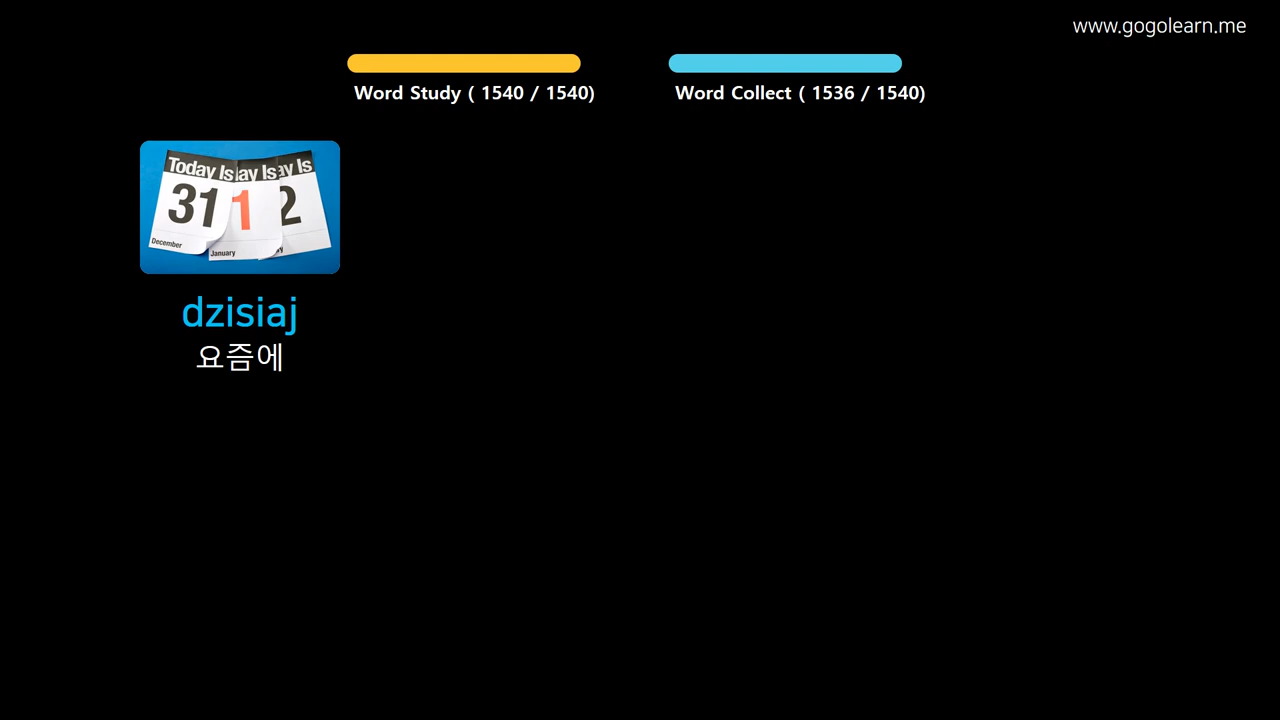 www.gogolearn.me
Word Study ( 1540 / 1540)
Word Collect ( 1536 / 1540)
Today Is
ay Is
ay Is
31
1
2
December
January
dzisiaj
요즘에